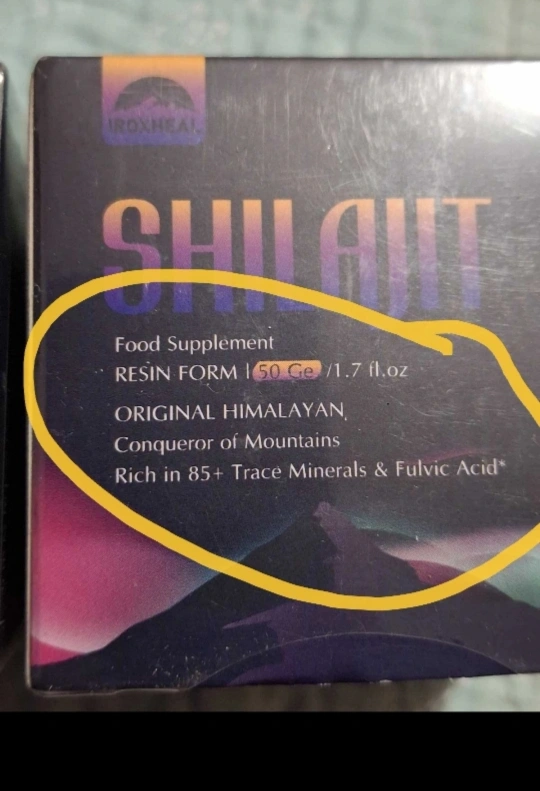 IROXHEAL
SHILAJIT
Food Supplement
RESIN FORM | 50 Ge. /1.7 fl.oz
ORIGINAL HIMALAYAN,
Conqueror of Mountains
Rich in 85+ Trace Minerals & Fulvic Acid*